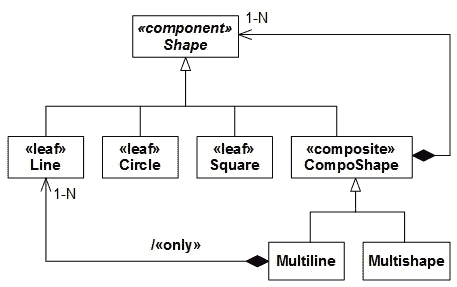 «component»
Shape
1-N
«leaf»
Line
«leaf»
Circle
«leaf»
Square
«composite»
CompoShape
1-N
/«only»
Multiline
Multishape